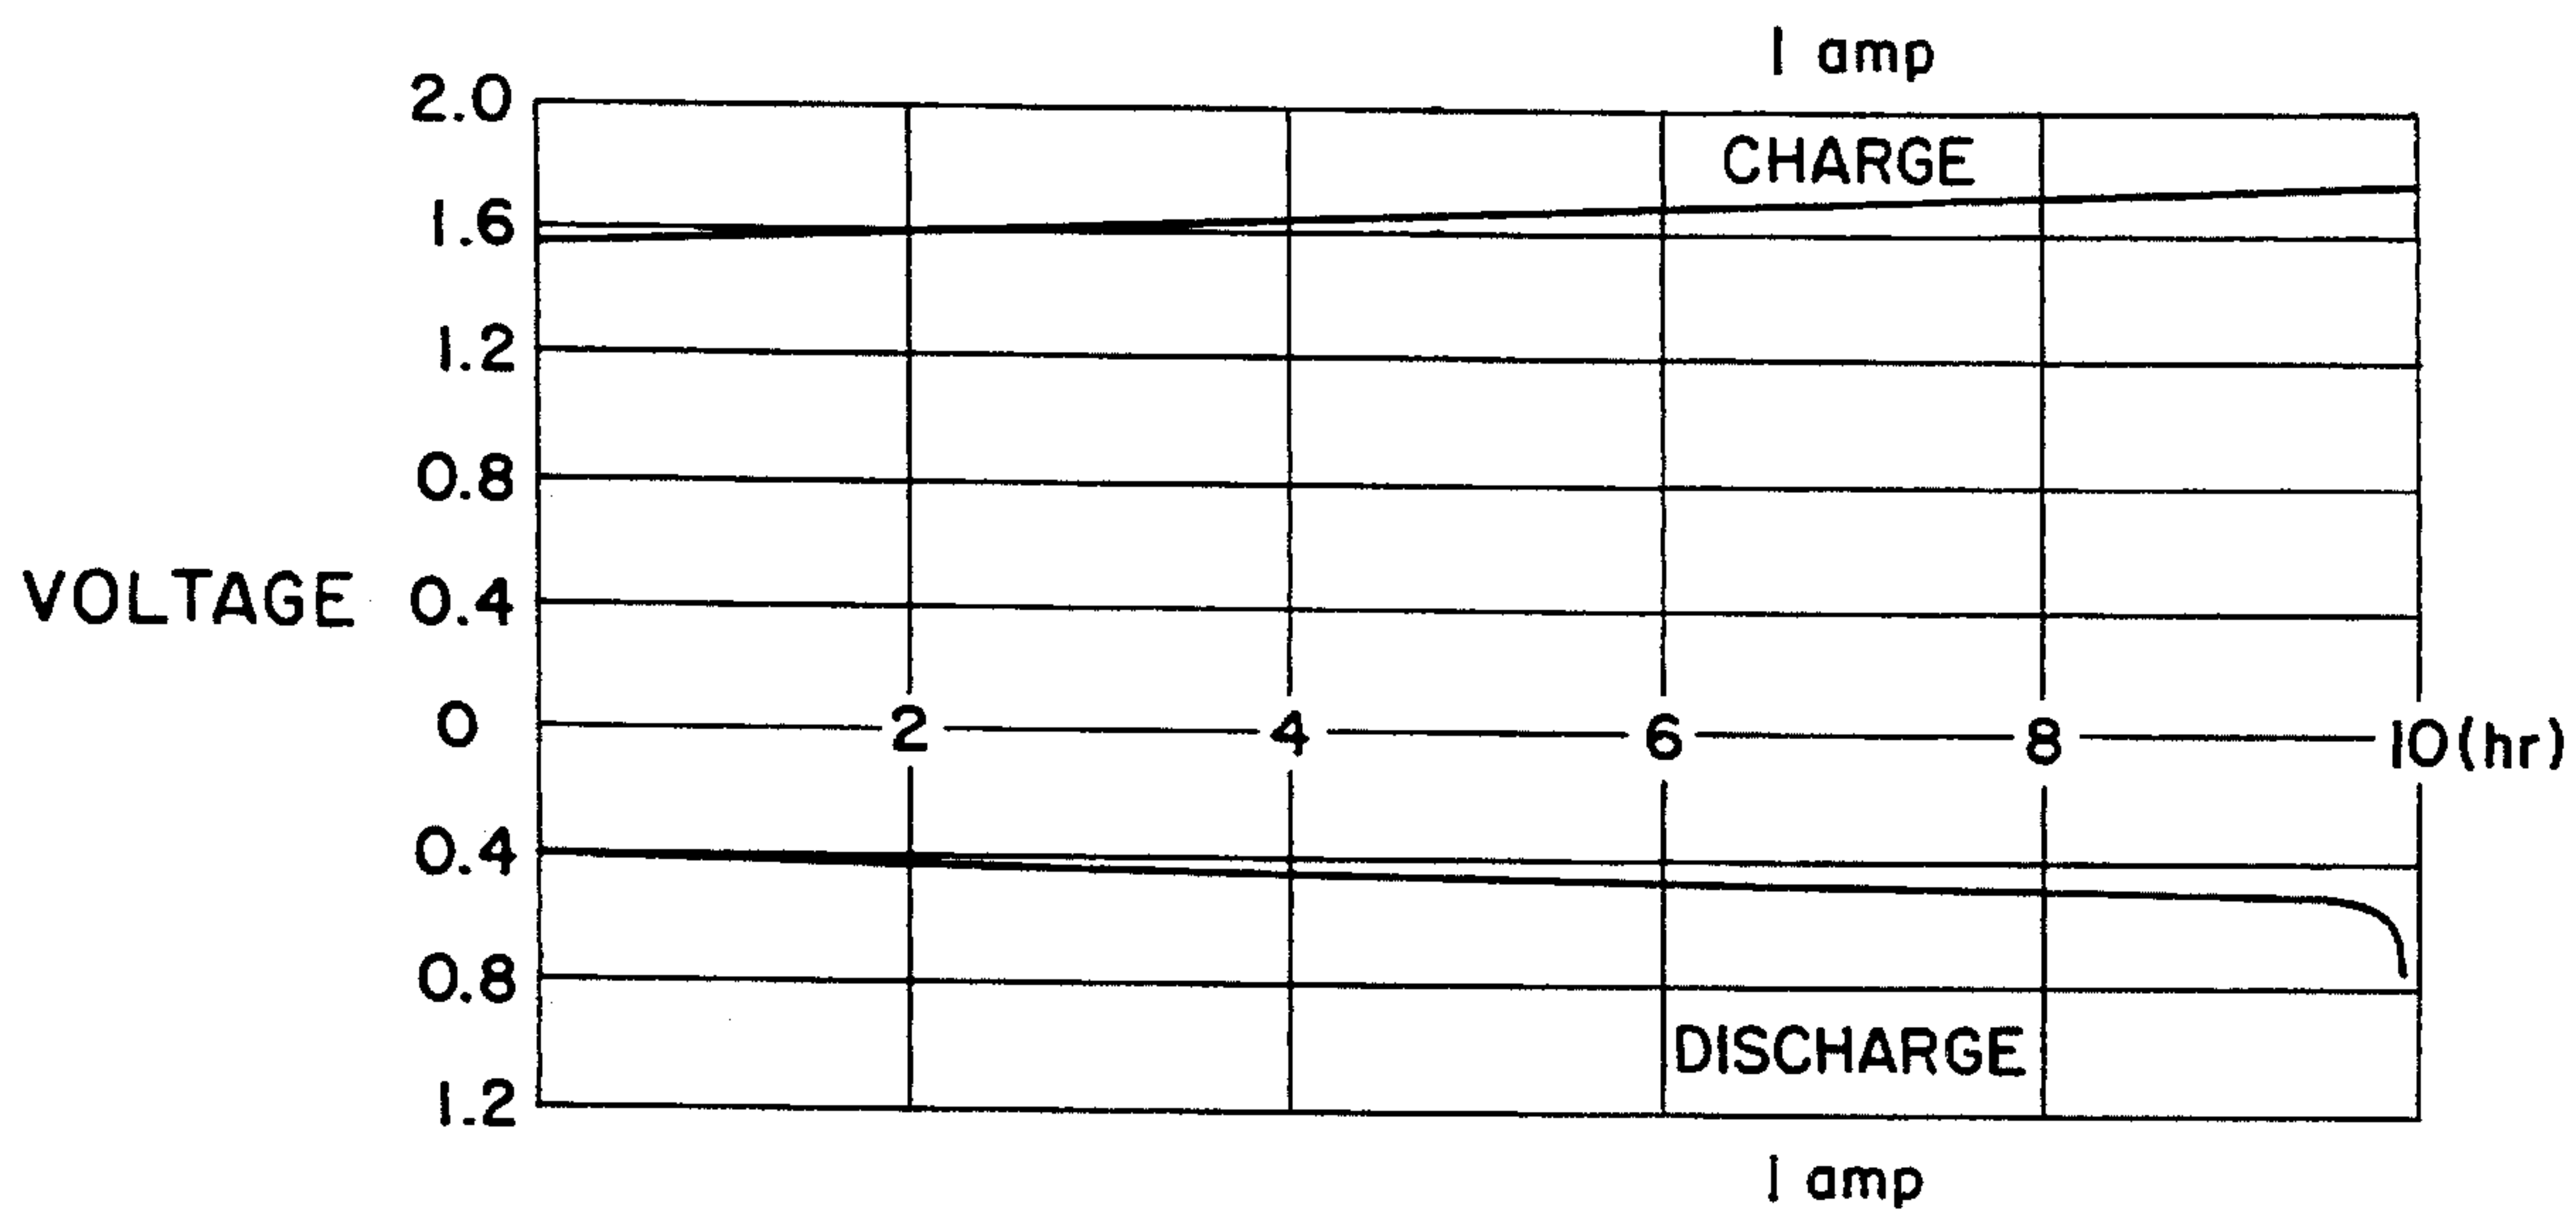 1 amp
2.0
CHARGE
1.6
1.2
0.8
VOLTAGE 0.4
0 2 4 6 8 10(hr)
0.4
0.8
DISCHARGE
1.2
1 amp